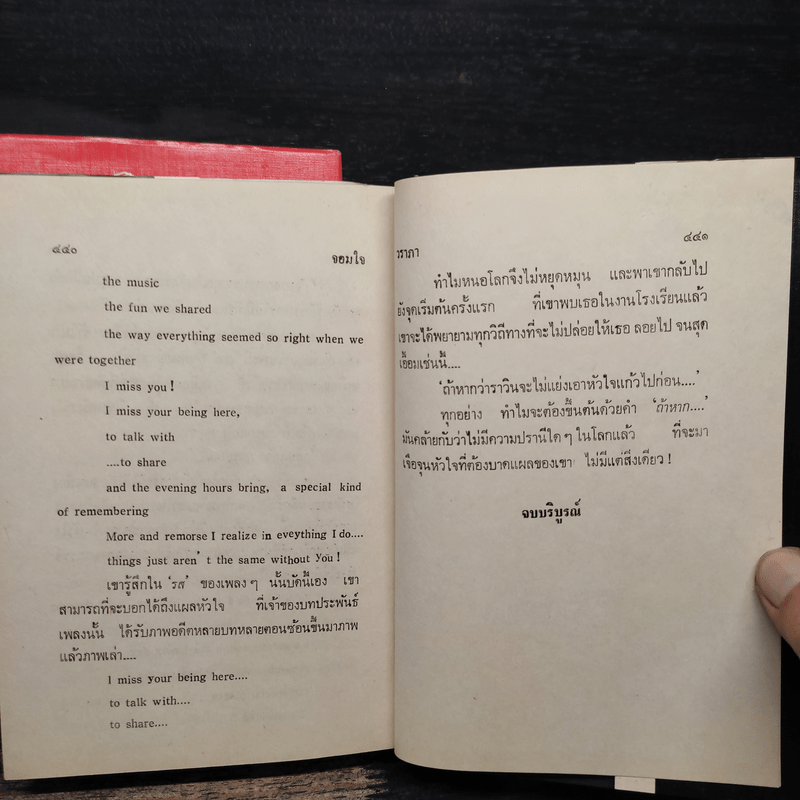 ๔๔๐
จอมใจ
the music
the fun we shared
the way everything seemed so right when we
were together
I miss you!
I miss your being here,
to talk with
....to share
and the evening hours bring, a special kind
of remembering
More and remorse I realize in eveything I do....
things just aren't the same without you!
เขารู้สึกใน 'รส' ของเพลงๆ นั้นบัดนี้เอง เขา
สามารถที่จะบอกได้ถึงแผลหัวใจ ที่เจ้าของบทประพันธ์
เพลงนั้น ได้รับภาพอดีตหลายบทหลายตอนซ้อนขึ้นมาภาพ
แล้วภาพเล่า....
I miss your being here....
to talk with....
to share....
ดาราภา
๔๔๑
ทำไมหนอโลกจึงไม่หยุดหมุน และพาเขากลับไป
ยังจุดเริ่มต้นครั้งแรก ที่เขาพบเธอในงานโรงเรียนแล้ว
เขาจะได้พยายามทุกวิถีทางที่จะไม่ปล่อยให้เธอ ลอยไป จนสุด
เอื้อมเช่นนี้....
'ถ้าหากวาราวินจะไม่แย่งเอาหัวใจแก้วไปก่อน....'
ทุกอย่าง ทำไมจะต้องขึ้นต้นด้วยคำ 'ถ้าหาก....'
มันคล้ายกับว่าไม่มีความปรานีใดๆ ในโลกแล้ว ที่จะมา
เจือจุนหัวใจที่ต้องบาดแผลของเขา ไม่มีแต่สิ่งเดียว!
จบบริบูรณ์